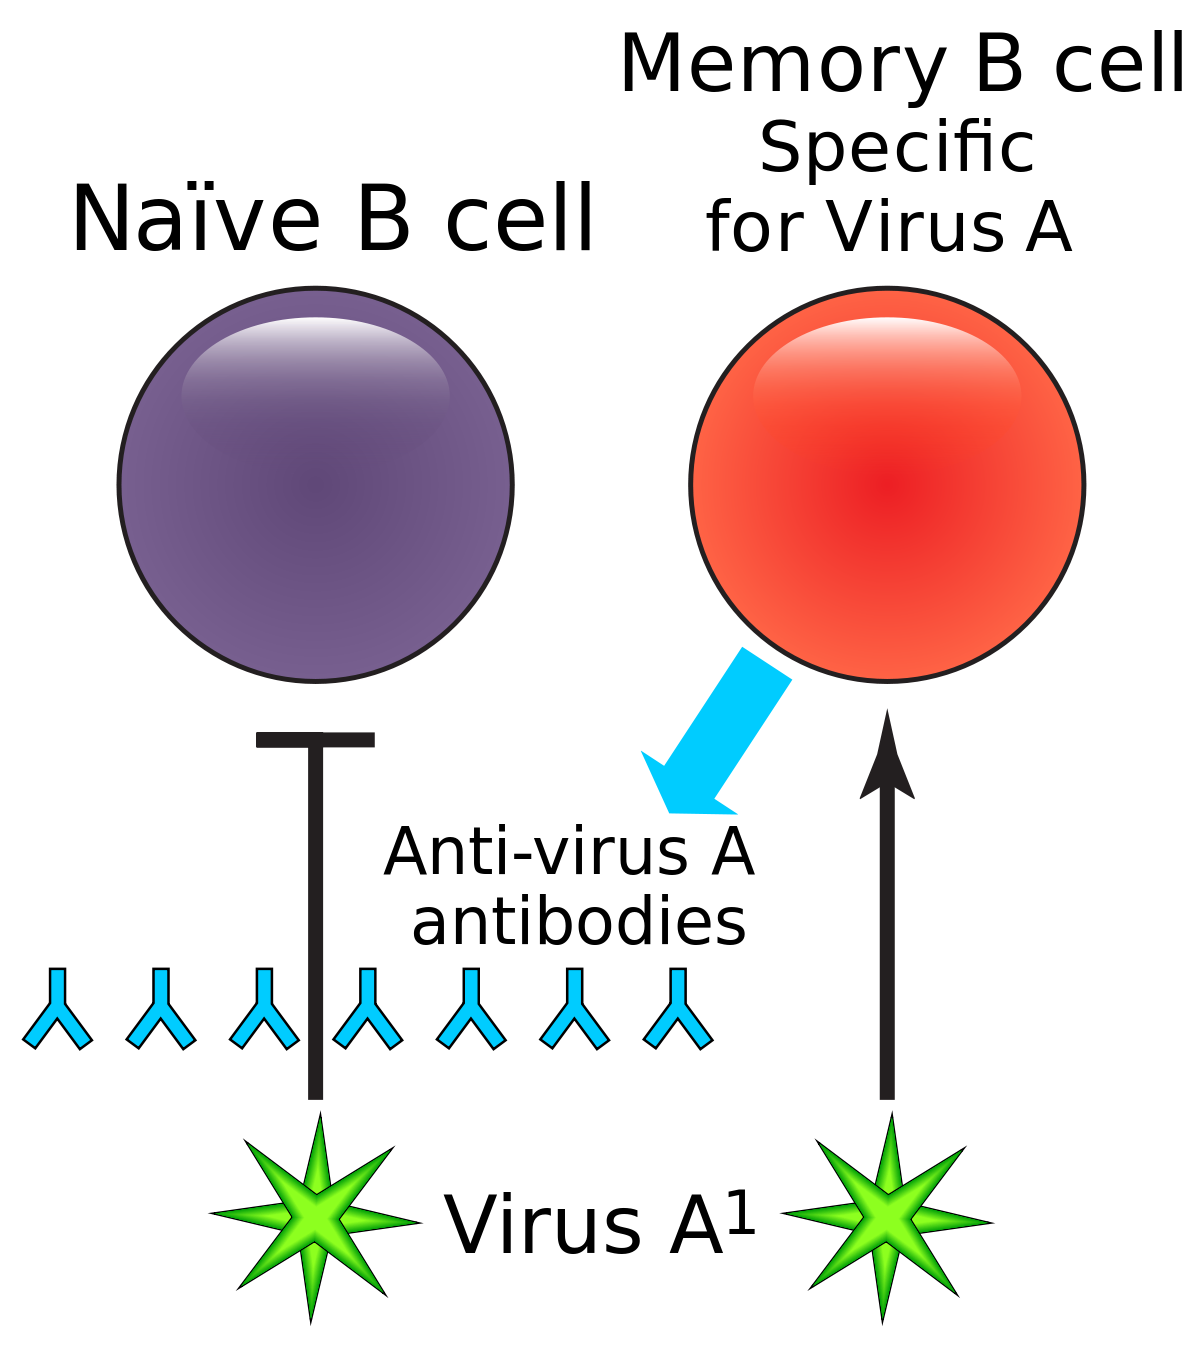 Memory B cell
Specific
for Virus A
Naïve B cell
Anti-virus A
antibodies
Virus A¹